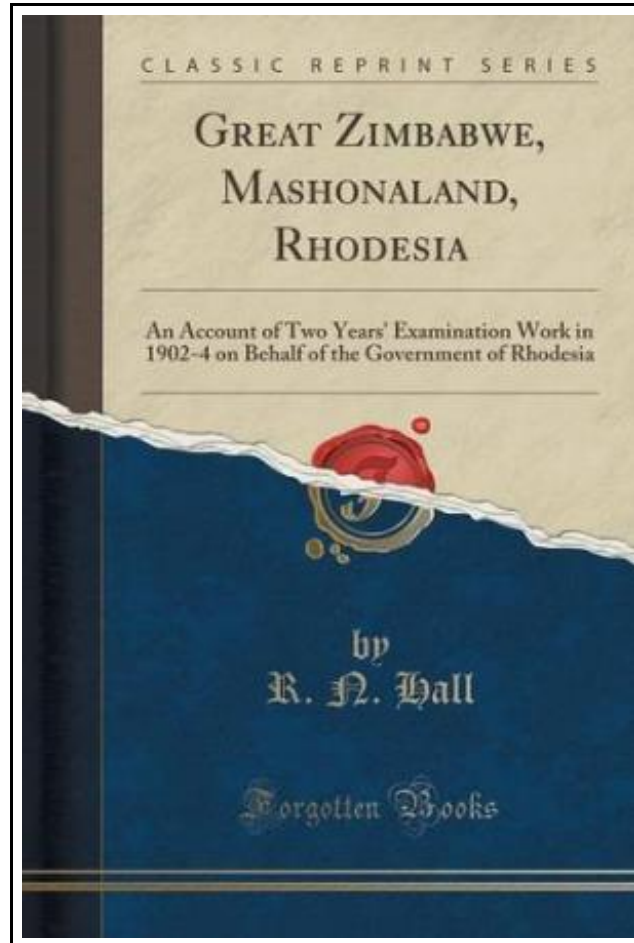 CLASSIC REPRINT SERIES
GREAT ZIMBABWE,
MASHONALAND,
RHODESIA
An Account of Two Years' Examination Work in
1902-4 on Behalf of the Government of Rhodesia
F
by
R. N. Hall
Forgotten Books